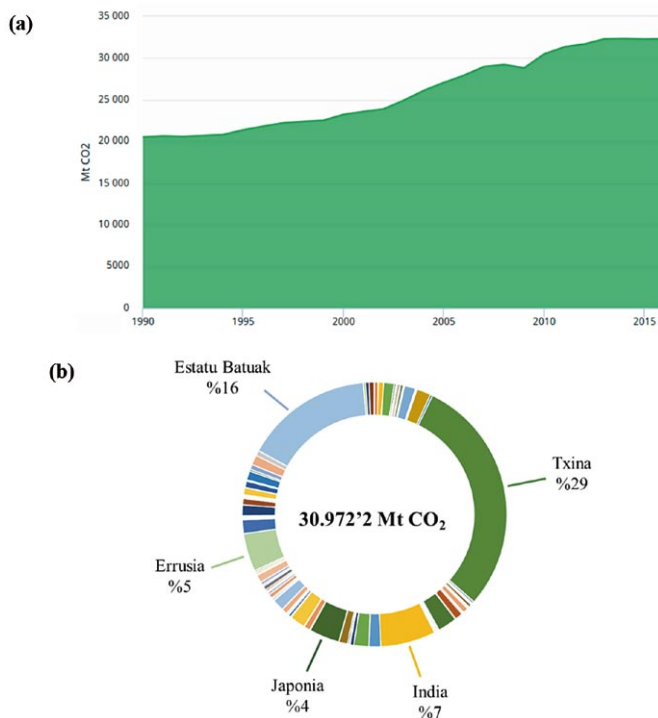 (a)
35 000
30 000
25 000
20 000
15 000
10 000
5000
0
Mt CO2
1990
1995
2000
2005
2010
2015
(b)
Estatu Batuak
%16
Txina
%29
30.972’2 Mt CO₂
Errusia
%5
Japonia
%4
India
%7